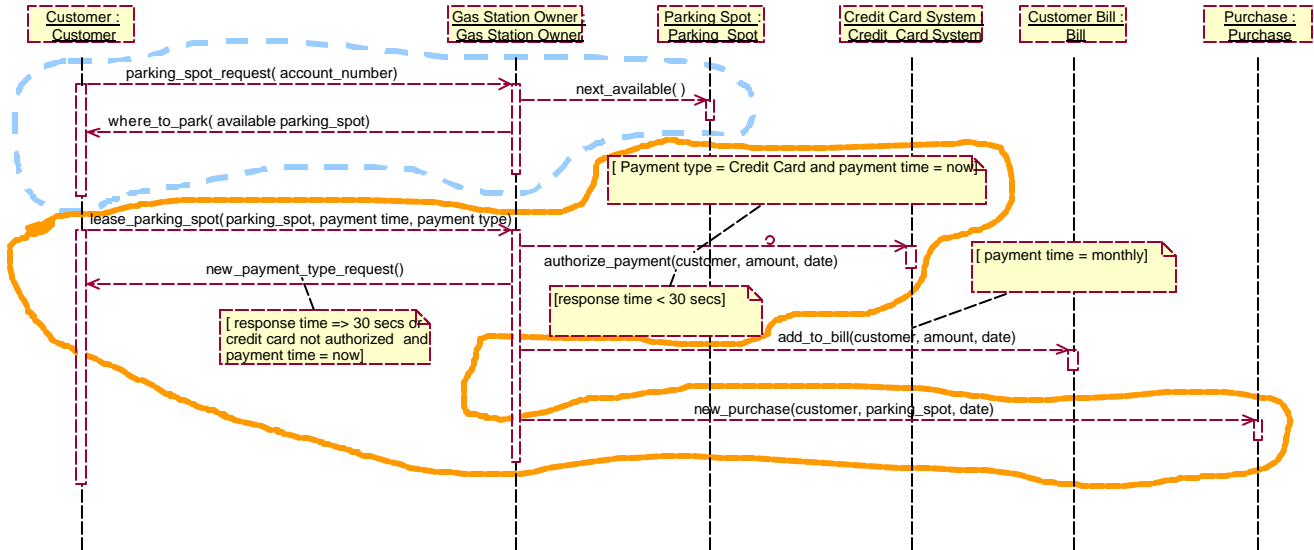 Customer :
Customer
Gas Station Owner :
Gas Station Owner
Parking Spot :
Parking_Spot
Credit Card System :
Credit_Card System
Customer Bill :
Bill
Purchase :
Purchase
parking_spot_request( account_number)
next_available( )
where_to_park( available parking_spot)
[ Payment type = Credit Card and payment time = now]
lease_parking_spot(parking_spot, payment time, payment type)
authorize_payment(customer, amount, date)
[ payment time = monthly]
new_payment_type_request()
[response time < 30 secs]
[ response time => 30 secs or
credit card not authorized  and
payment time = now]
add_to_bill(customer, amount, date)
new_purchase(customer, parking_spot, date)